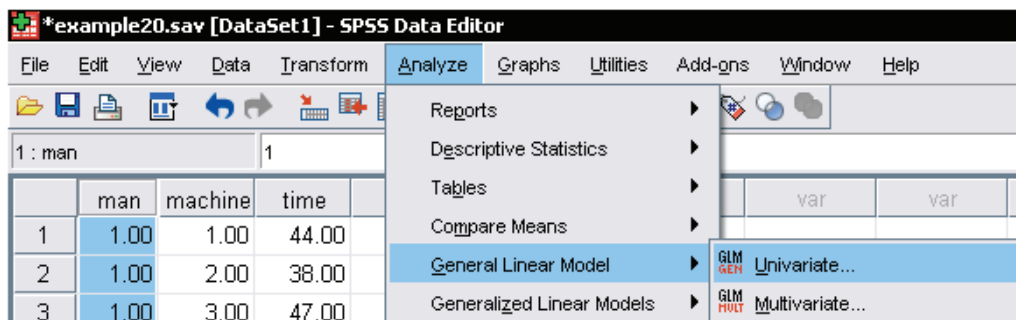 *example20.sav [DataSet1] - SPSS Data Editor
File Edit View Data Transform Analyze Graphs Utilities Add-ons Window Help
Reports
1 : man 1 Descriptive Statistics
Tables
man machine time var var
Compare Means
1 1.00 1.00 44.00
General Linear Model GLM GEN Univariate...
2 1.00 2.00 38.00
Generalized Linear Models GLM MULT Multivariate...
3 1.00 3.00 47.00